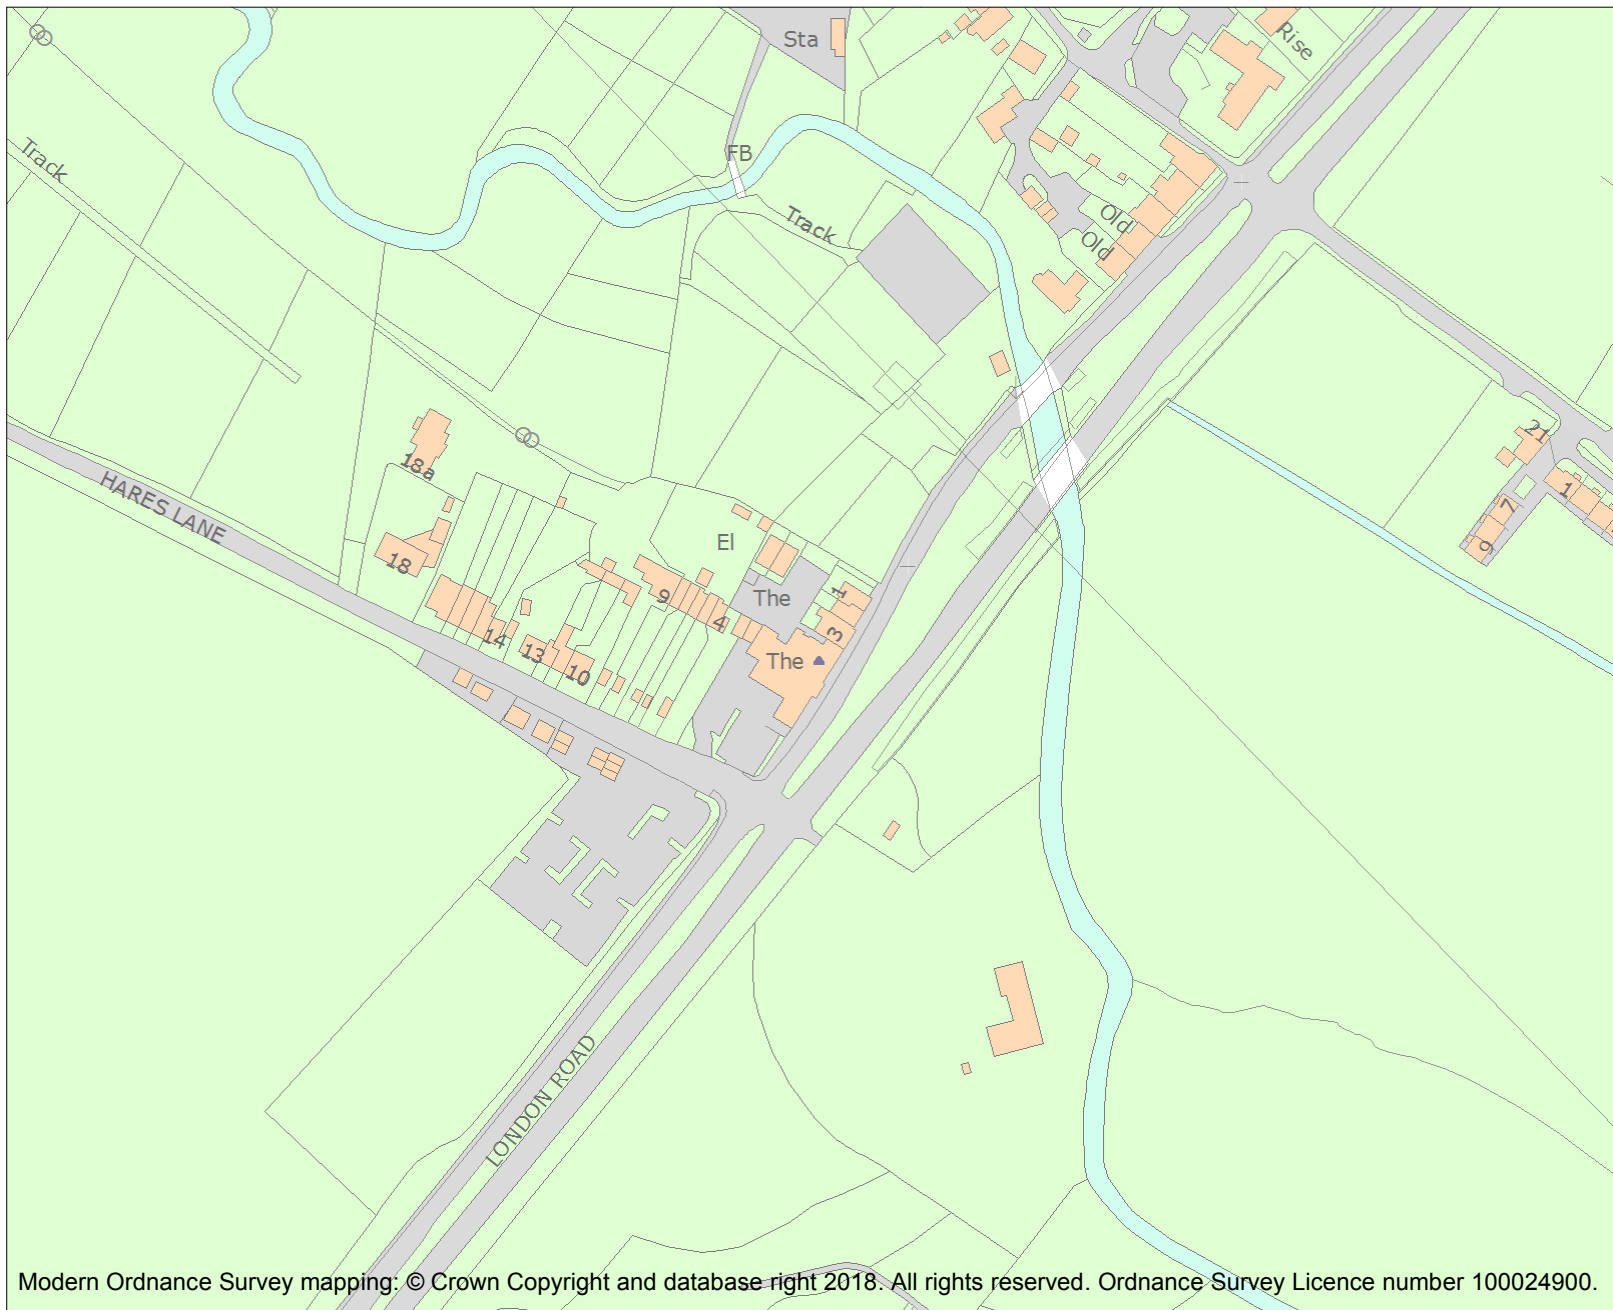 Sta
Rise
Track
FB
Track
Old
Old
18a
HARES LANE
21
1
7
9
El
18
The
1
9
4
3
14
The
13
10
LONDON ROAD
Modern Ordnance Survey mapping: © Crown Copyright and database right 2018. All rights reserved. Ordnance Survey Licence number 100024900.